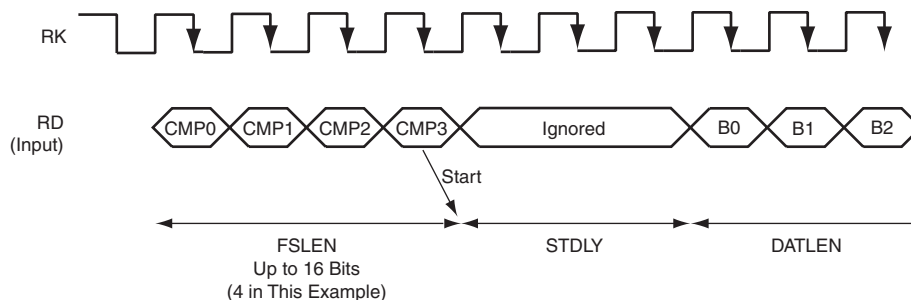 RK
RD
(Input)
CMP0 CMP1 CMP2 CMP3 Ignored B0 B1 B2
Start
FSLEN STDLY DATLEN
Up to 16 Bits
(4 in This Example)